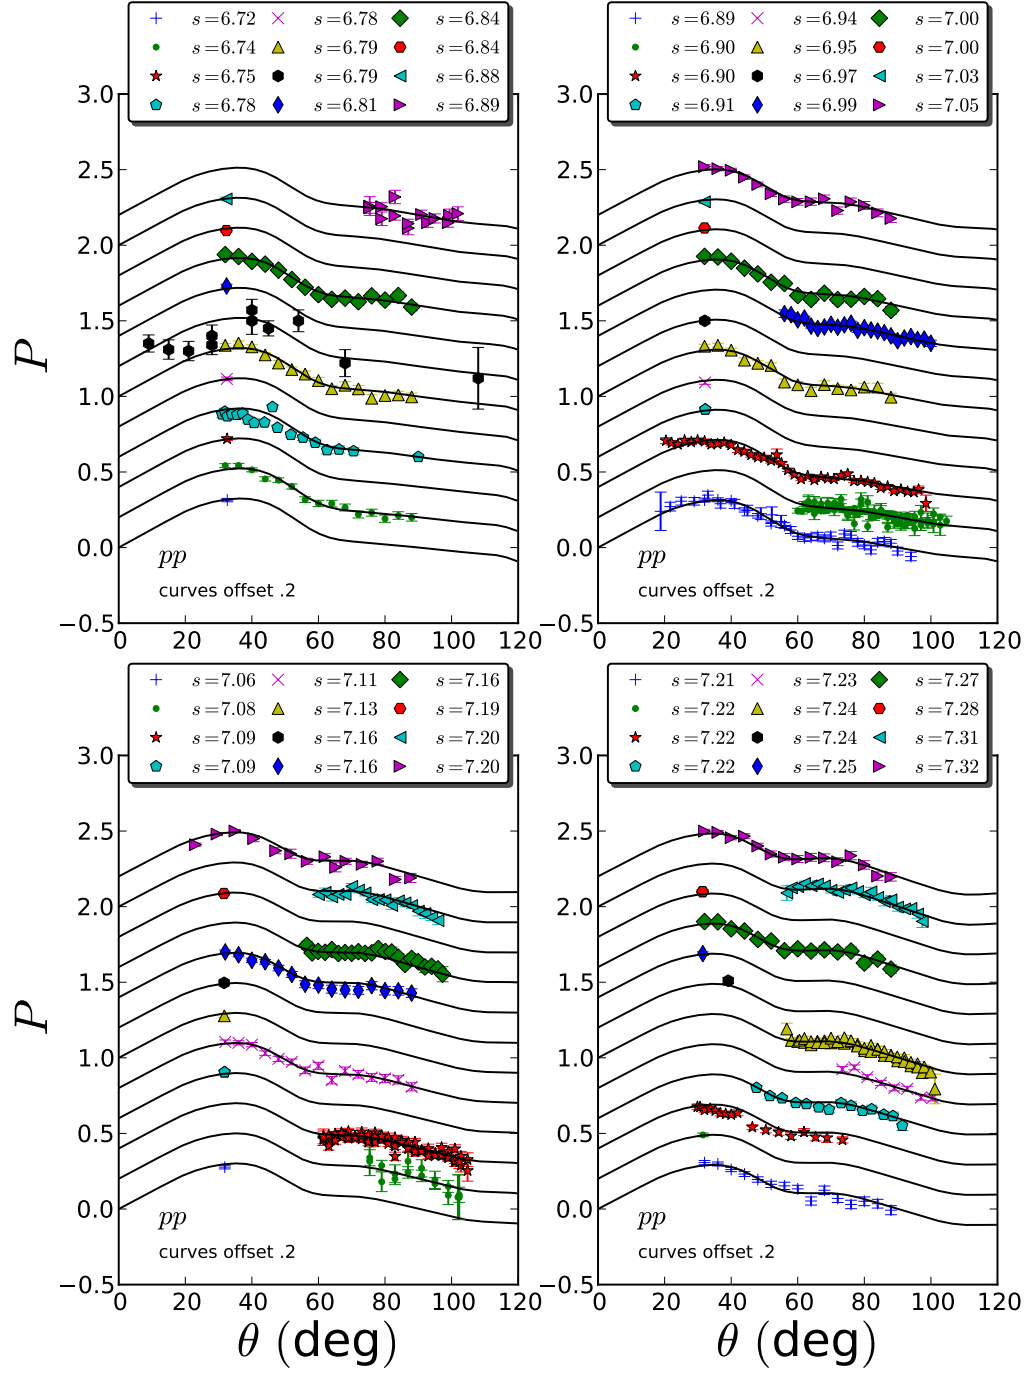 s=6.72 s=6.78 s=6.84
s=6.74 s=6.79 s=6.84
s=6.75 s=6.79 s=6.88
s=6.78 s=6.81 s=6.89
3.0
2.5
2.0
1.5
1.0
0.5
0.0
−0.5
P
pp
curves offset .2
0 20 40 60 80 100 120
s=6.89 s=6.94 s=7.00
s=6.90 s=6.95 s=7.00
s=6.90 s=6.97 s=7.03
s=6.91 s=6.99 s=7.05
3.0
2.5
2.0
1.5
1.0
0.5
0.0
−0.5
pp
curves offset .2
0 20 40 60 80 100 120
s=7.06 s=7.11 s=7.16
s=7.08 s=7.13 s=7.19
s=7.09 s=7.16 s=7.20
s=7.09 s=7.16 s=7.20
3.0
2.5
2.0
1.5
1.0
0.5
0.0
−0.5
P
pp
curves offset .2
0 20 40 60 80 100 120
θ (deg)
s=7.21 s=7.23 s=7.27
s=7.22 s=7.24 s=7.28
s=7.22 s=7.24 s=7.31
s=7.22 s=7.25 s=7.32
3.0
2.5
2.0
1.5
1.0
0.5
0.0
−0.5
pp
curves offset .2
0 20 40 60 80 100 120
θ (deg)